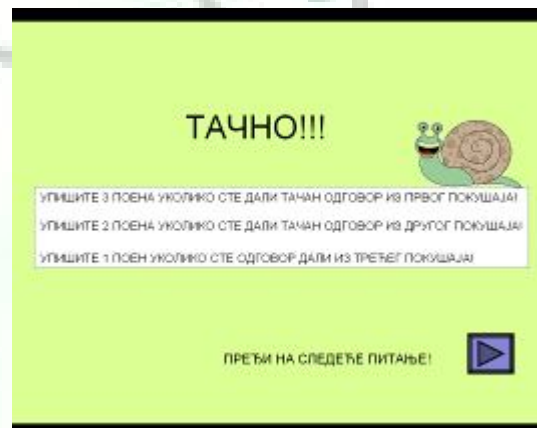 ТАЧНО!!!
УПИШИТЕ 3 ПОЕНА УКОЛИКО СТЕ ДАЛИ ТАЧАН ОДГОВОР ИЗ ПРВОГ ПОКУШАЈА!
УПИШИТЕ 2 ПОЕНА УКОЛИКО СТЕ ДАЛИ ТАЧАН ОДГОВОР ИЗ ДРУГОГ ПОКУШАЈА!
УПИШИТЕ 1 ПОЕН УКОЛИКО СТЕ ОДГОВОР ДАЛИ ИЗ ТРЕЋЕГ ПОКУШАЈА!
ПРЕЂИ НА СЛЕДЕЋЕ ПИТАЊЕ!